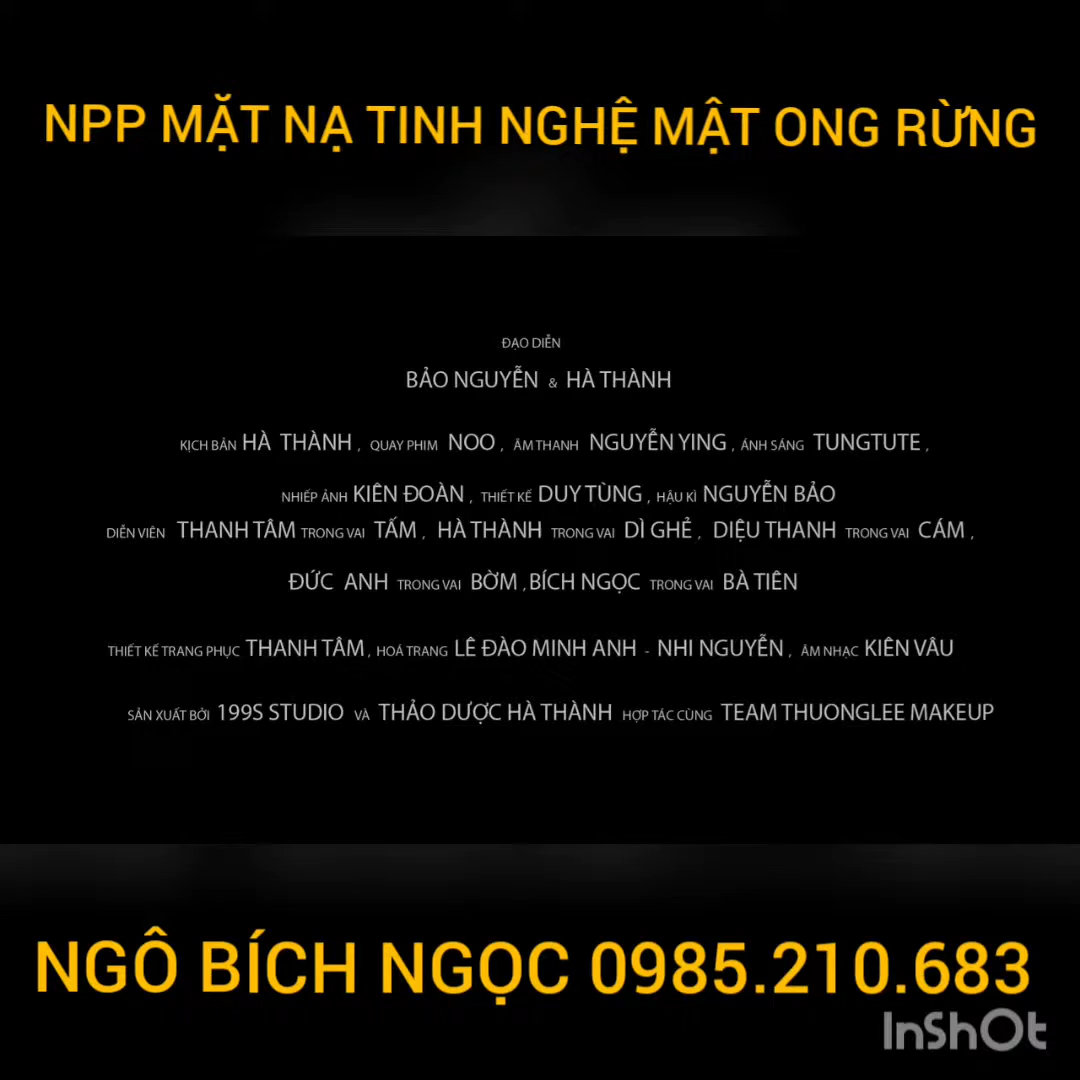 NPP MẶT NẠ TINH NGHỆ MẬT ONG RỪNG
ĐẠO DIỄN
BẢO NGUYỄN & HÀ THÀNH
KỊCH BẢN HÀ THÀNH , QUAY PHIM NOO , ÂM THANH NGUYỄN YING , ÁNH SÁNG TUNGTUTE ,
NHIẾP ẢNH KIÊN ĐOÀN , THIẾT KẾ DUY TÙNG , HẬU KÌ NGUYỄN BẢO
DIỄN VIÊN THANH TÂM TRONG VAI TẤM , HÀ THÀNH TRONG VAI DÌ GHẺ , DIỆU THANH TRONG VAI CÁM ,
ĐỨC ANH TRONG VAI BỜM , BÍCH NGỌC TRONG VAI BÀ TIÊN
THIẾT KẾ TRANG PHỤC THANH TÂM , HOÁ TRANG LÊ ĐÀO MINH ANH - NHI NGUYỄN , ÂM NHẠC KIÊN VÂU
SẢN XUẤT BỞI 199S STUDIO VÀ THẢO DƯỢC HÀ THÀNH HỢP TÁC CÙNG TEAM THUONGLEE MAKEUP
NGÔ BÍCH NGỌC 0985.210.683
InShOt